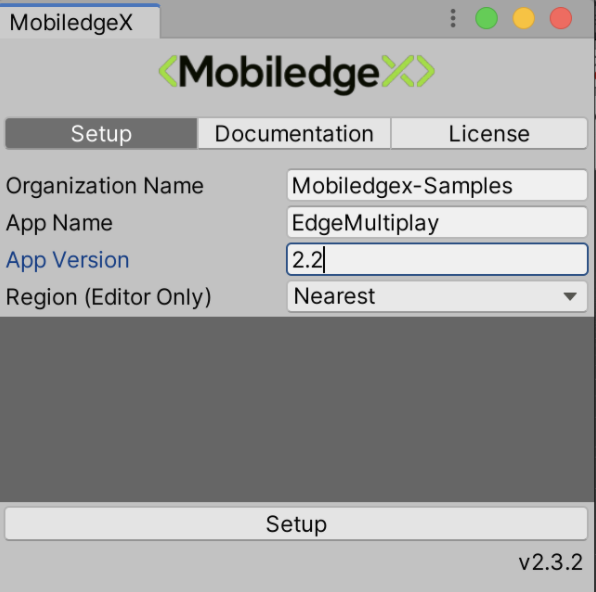 MobiledgeX
<MobiledgeX>
Setup Documentation License
Organization Name Mobiledgex-Samples
App Name EdgeMultiplay
App Version 2.2
Region (Editor Only) Nearest
Setup
v2.3.2